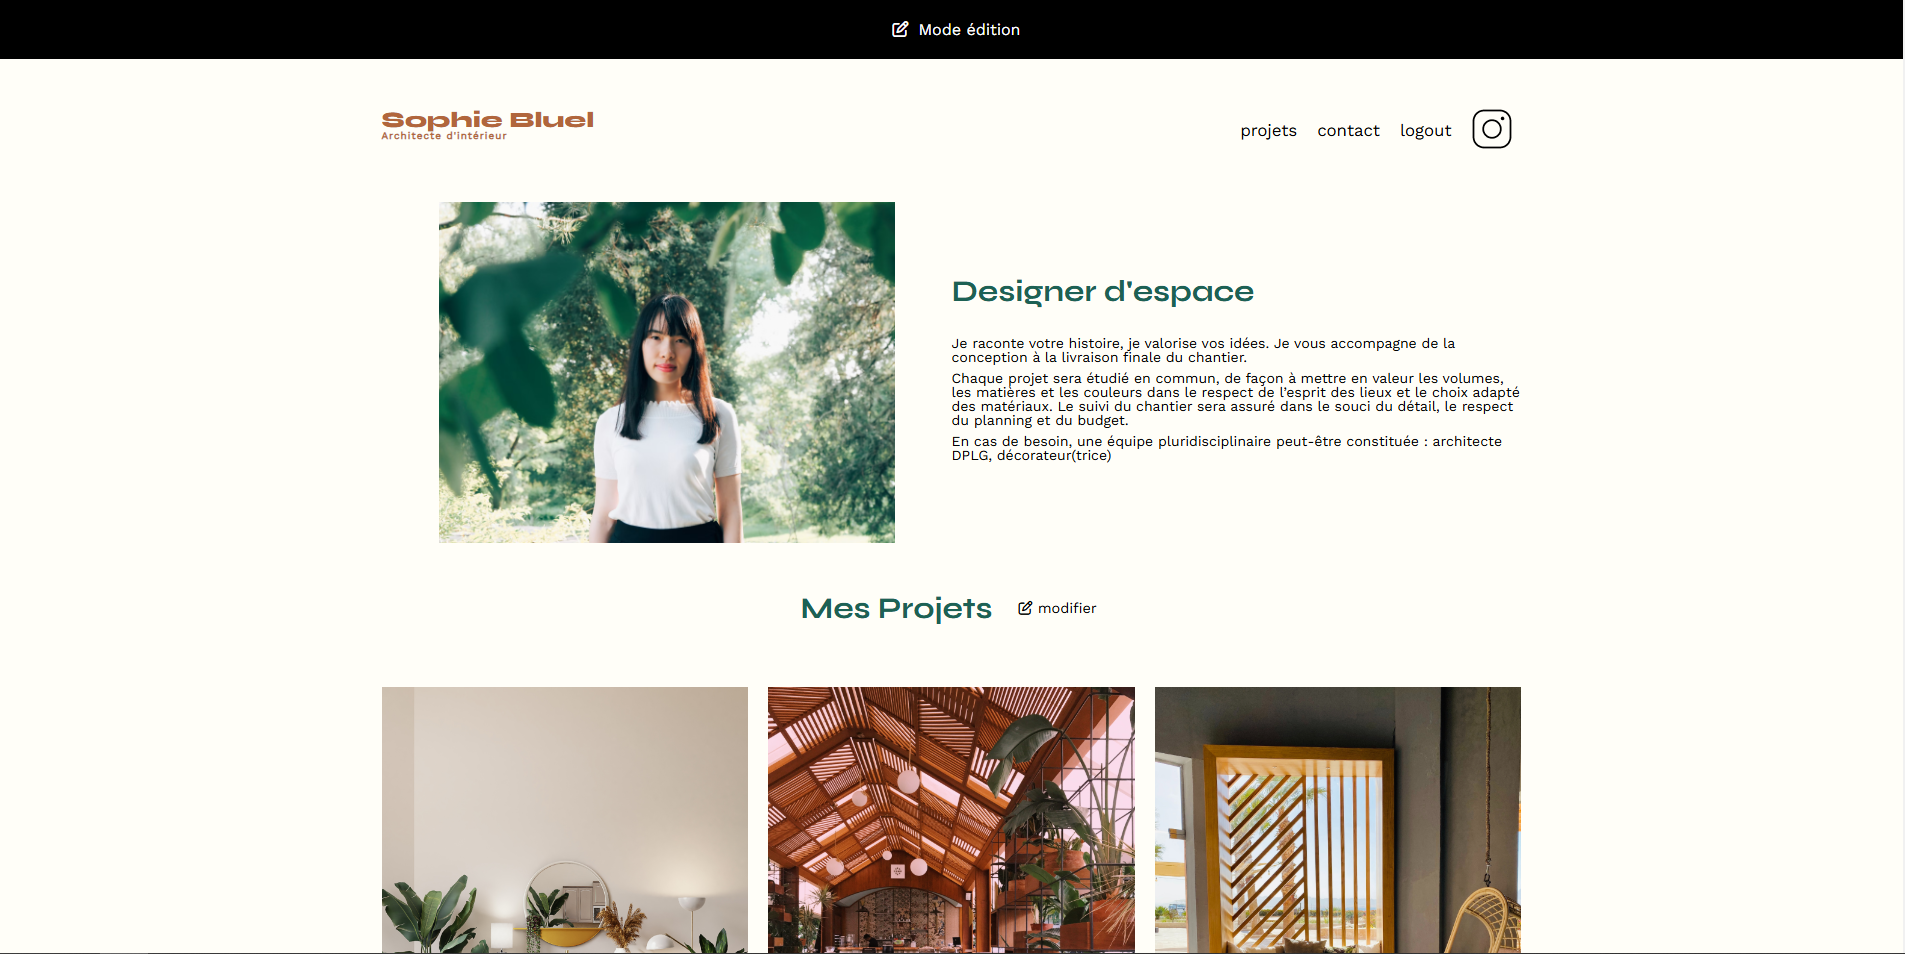 Mode édition
Sophie Bluel
Architecte d'intérieur
projets contact logout
Designer d'espace
Je raconte votre histoire, je valorise vos idées. Je vous accompagne de la
conception à la livraison finale du chantier.
Chaque projet sera étudié en commun, de façon à mettre en valeur les volumes,
les matières et les couleurs dans le respect de l'esprit des lieux et le choix adapté
des matériaux. Le suivi du chantier sera assuré dans le souci du détail, le respect
du planning et du budget.
En cas de besoin, une équipe pluridisciplinaire peut-être constituée : architecte
DPLG, décorateur(trice)
Mes Projets
modifier